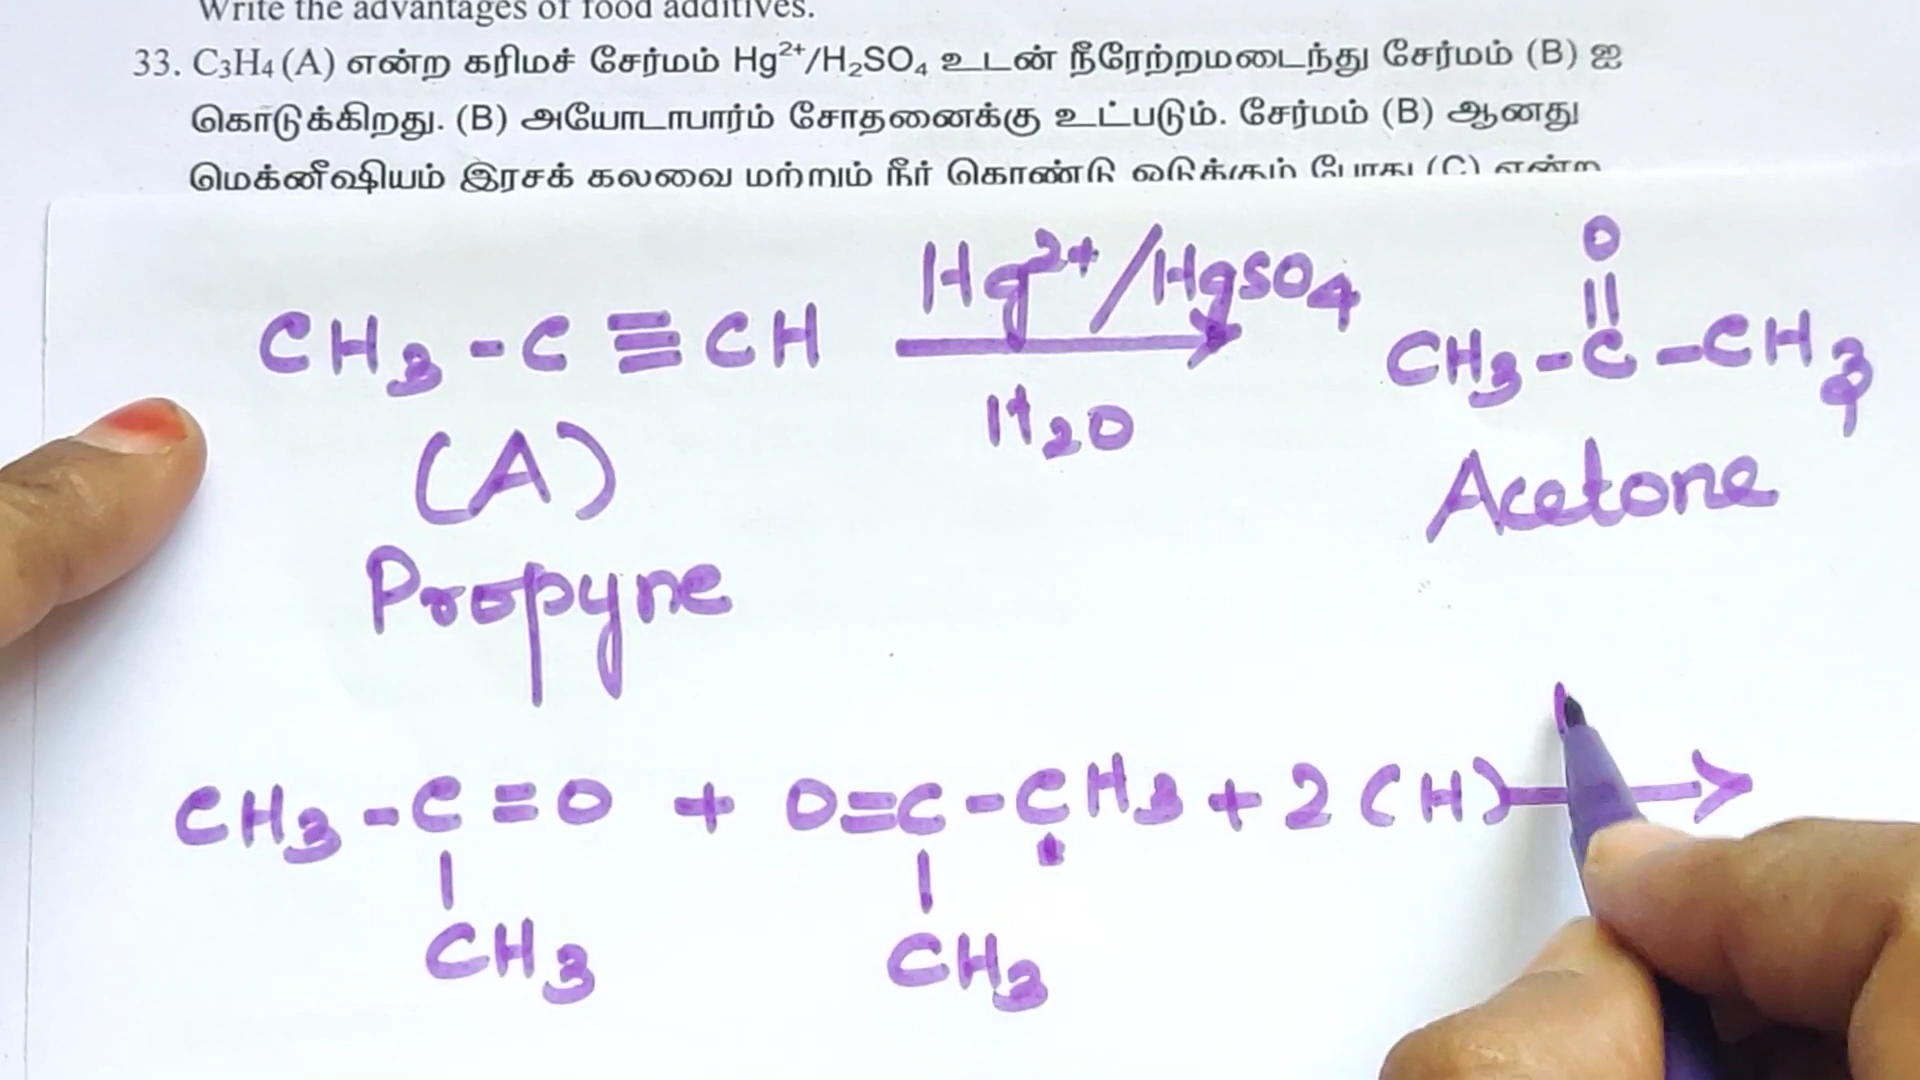 Write the advantages of food additives.
33. C₃H₄ (A) என்ற கரிமச் சேர்மம் Hg²⁺/H₂SO₄ உடன் நீரேற்றமடைந்து சேர்மம் (B) ஐ
கொடுக்கிறது. (B) அயோடாபார்ம் சோதனைக்கு உட்படும். சேர்மம் (B) ஆனது
மெக்னீஷியம் இரசக் கலவை மற்றும் நீர் கொண்டு ஒடுக்கும் போது (C) என்ற
O
Hg²⁺/HgSO₄
CH₃-C≡CH → CH₃-C-CH₃
H₂O
(A) Acetone
Propyne
CH₃-C=O + O=C-CH₃ + 2(H) →
CH₃ CH₃